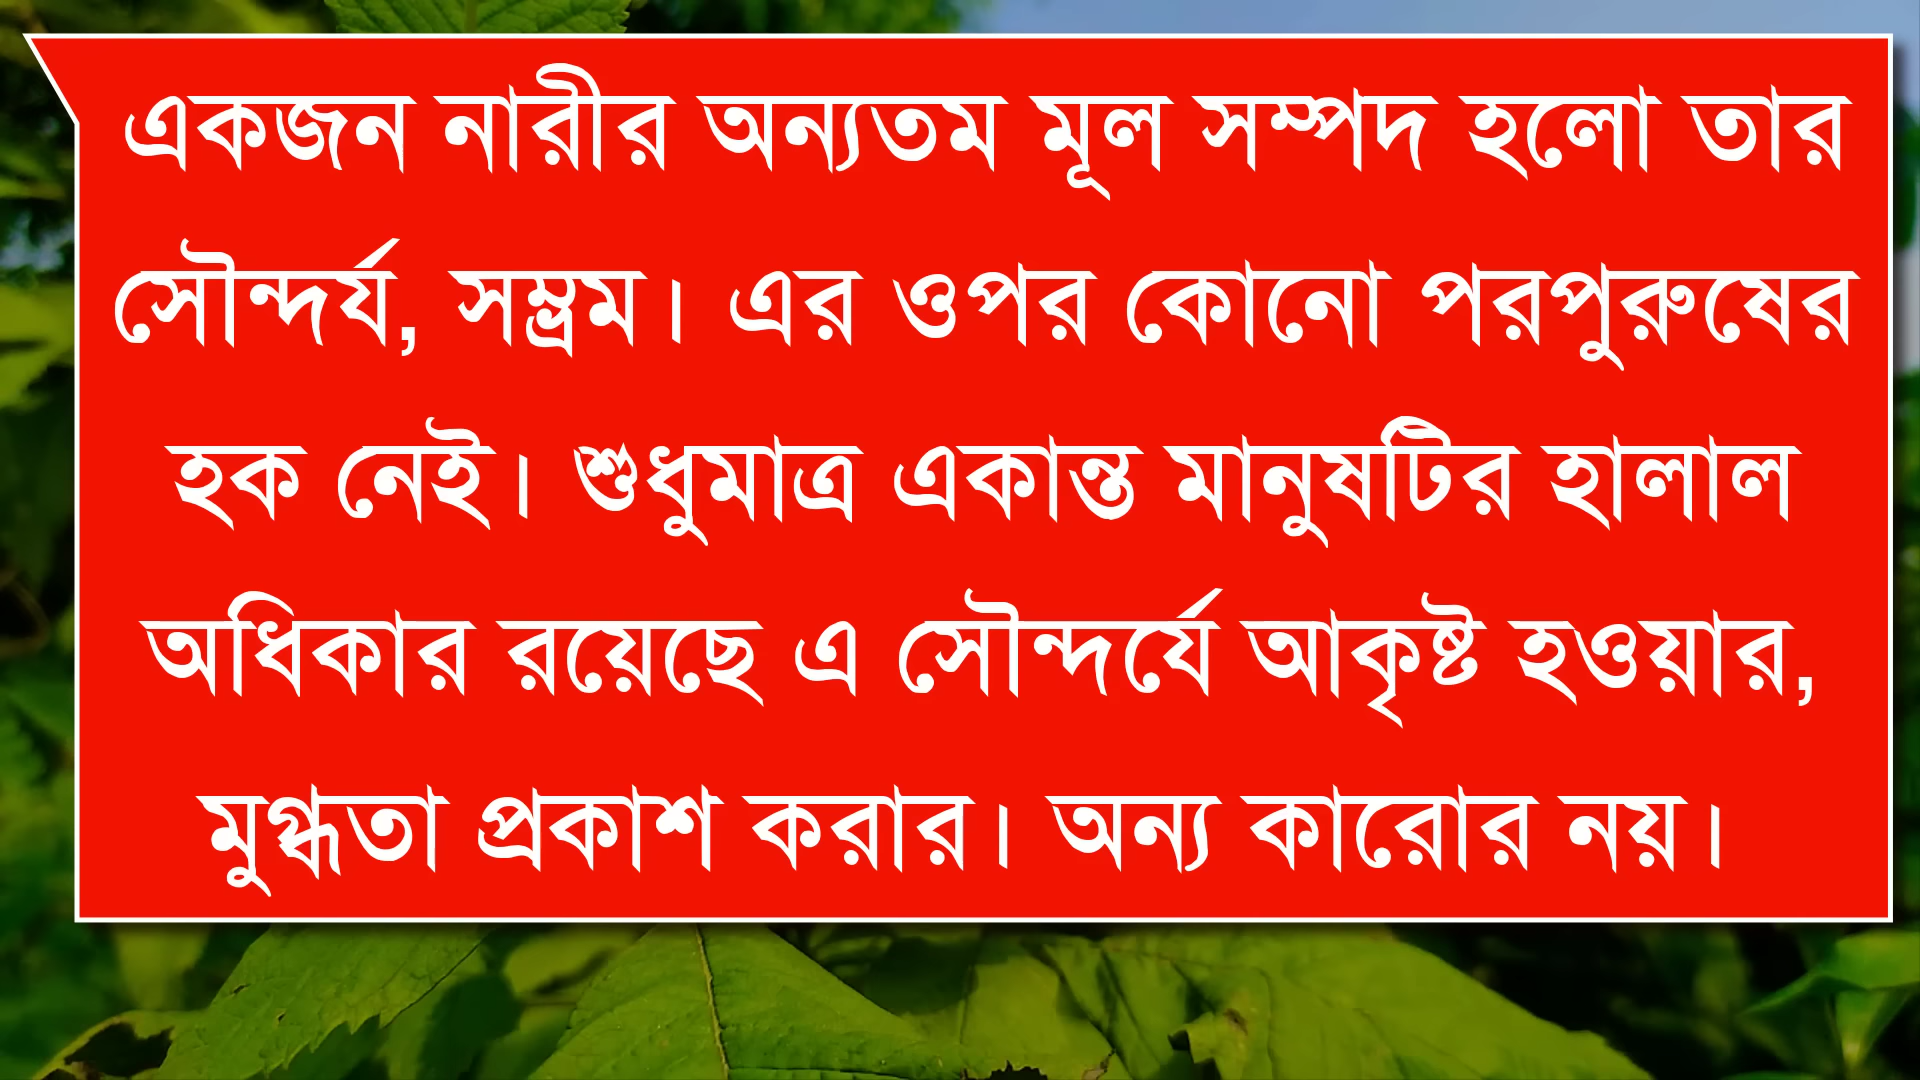 একজন নারীর অন্যতম মূল সম্পদ হলো তার
সৌন্দর্য, সম্ভ্রম। এর ওপর কোনো পরপুরুষের
হক নেই। শুধুমাত্র একান্ত মানুষটির হালাল
অধিকার রয়েছে এ সৌন্দর্যে আকৃষ্ট হওয়ার,
মুগ্ধতা প্রকাশ করার। অন্য কারোর নয়।